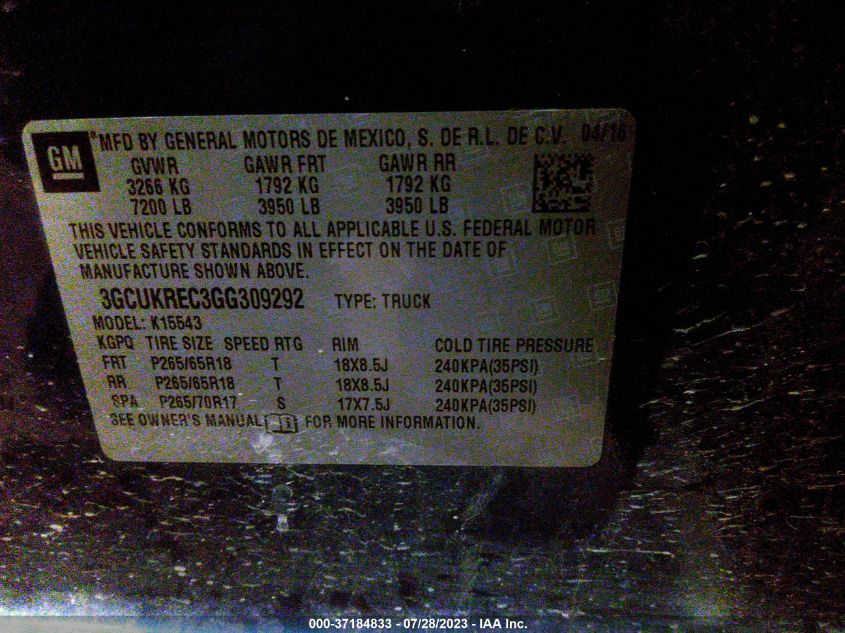 GM
®MFD BY GENERAL MOTORS DE MEXICO, S. DE R.L. DE C.V. 04/16
GVWR GAWR FRT GAWR RR
3266 KG 1792 KG 1792 KG
7200 LB 3950 LB 3950 LB
THIS VEHICLE CONFORMS TO ALL APPLICABLE U.S. FEDERAL MOTOR
VEHICLE SAFETY STANDARDS IN EFFECT ON THE DATE OF
MANUFACTURE SHOWN ABOVE.
3GCUKREC3GG309292 TYPE: TRUCK
MODEL: K15543
KGPQ TIRE SIZE SPEED RTG RIM COLD TIRE PRESSURE
FRT P265/65R18 T 18X8.5J 240KPA(35PSI)
RR P265/65R18 T 18X8.5J 240KPA(35PSI)
SPA P265/70R17 S 17X7.5J 240KPA(35PSI)
SEE OWNER'S MANUAL FOR MORE INFORMATION.
000-37184833 - 07/28/2023 - IAA Inc.